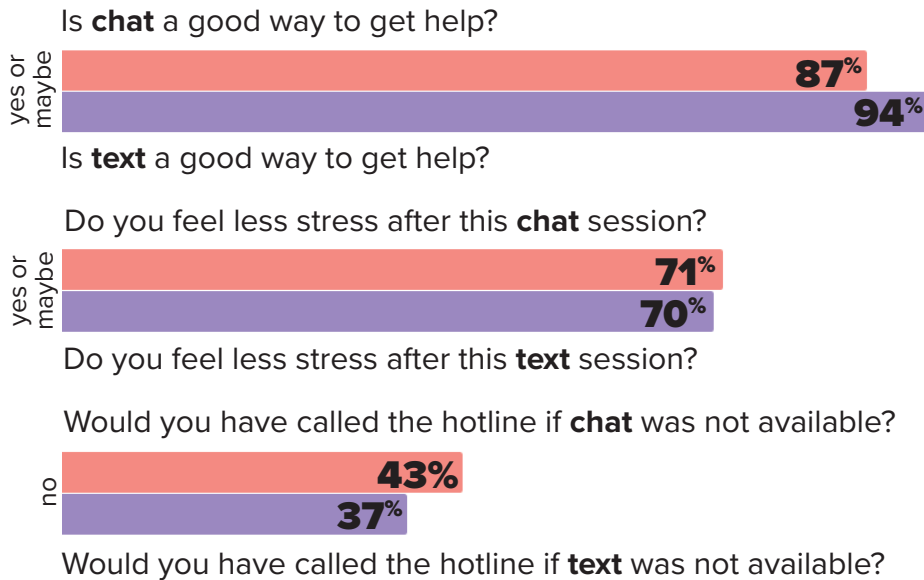 Is chat a good way to get help?
yes or
maybe
87%
94%
Is text a good way to get help?
Do you feel less stress after this chat session?
yes or
maybe
71%
70%
Do you feel less stress after this text session?
Would you have called the hotline if chat was not available?
no
43%
37%
Would you have called the hotline if text was not available?